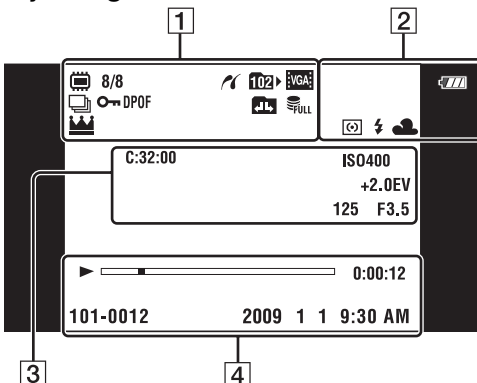 1 2
8/8 102 VGA
DPOF FULL
C:32:00 ISO400
+2.0EV
125 F3.5
0:00:12
101-0012 2009 1 1 9:30 AM
3 4